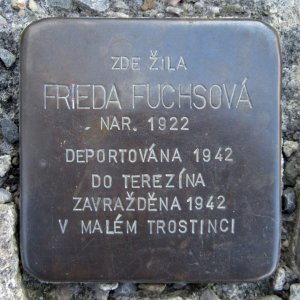 ZDE ŽILA
FRIEDA FUCHSOVÁ
NAR. 1922
DEPORTOVÁNA 1942
DO TEREZÍNA
ZAVRAŽDĚNA 1942
V MALÉM TROSTINCI